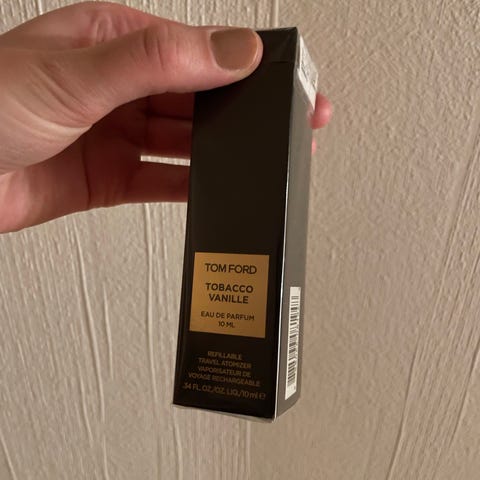 TOM FORD
TOBACCO
VANILLE
EAU DE PARFUM
10 ML
REFILLABLE
TRAVEL ATOMIZER
VAPORISATEUR DE
VOYAGE RECHARGEABLE
.34 FL.OZ./OZ. LIQ./10 ml ℮